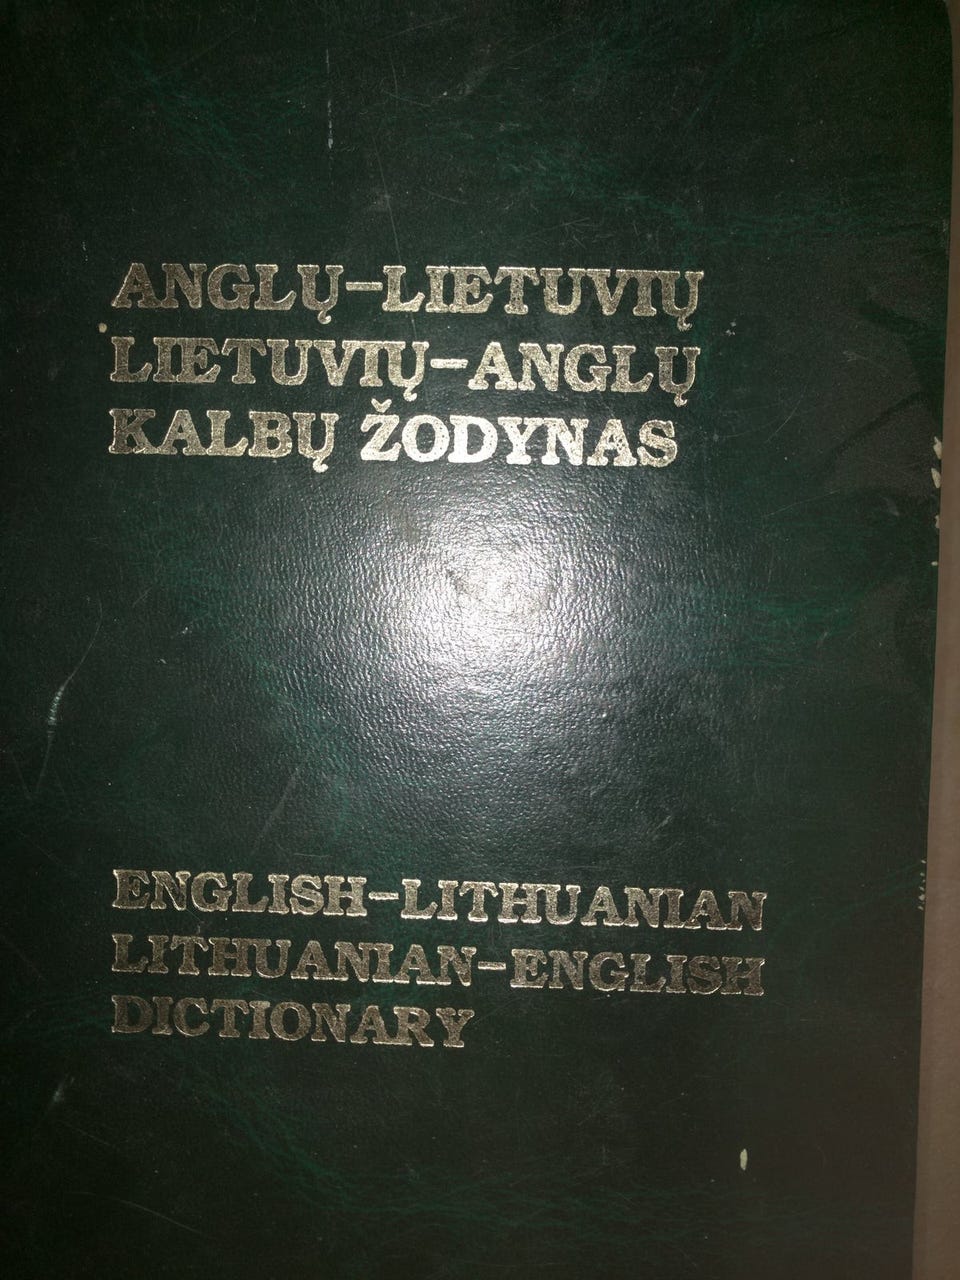 ANGLŲ–LIETUVIŲ
LIETUVIŲ–ANGLŲ
KALBŲ ŽODYNAS
ENGLISH–LITHUANIAN
LITHUANIAN–ENGLISH
DICTIONARY